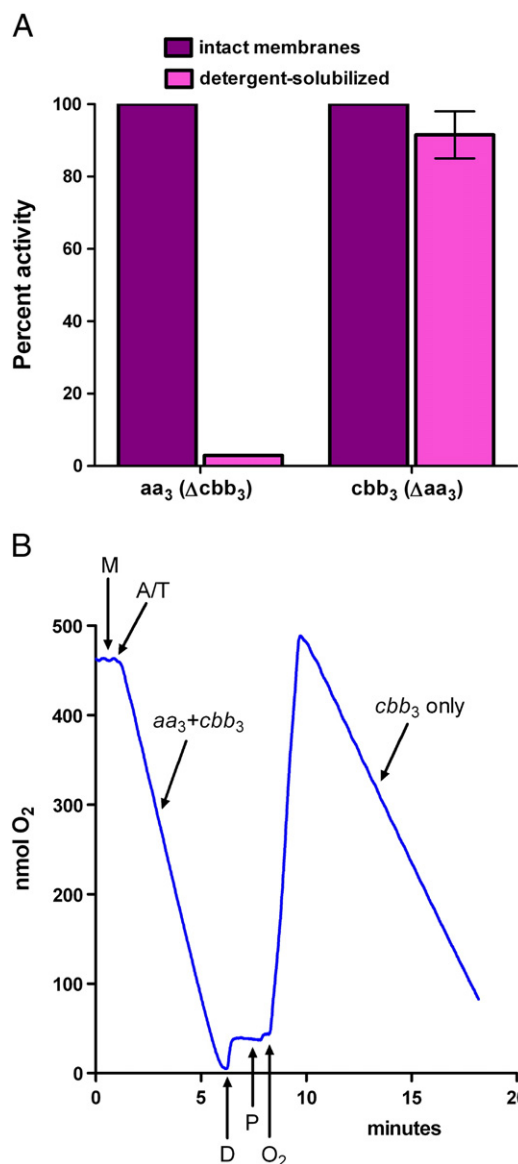 A
intact membranes
detergent-solubilized
100
80
60
40
20
0
Percent activity
aa₃ (Δcbb₃)
cbb₃ (Δaa₃)
B
M
A/T
500
400
300
200
100
0
nmol O₂
aa₃+cbb₃
cbb₃ only
0
5
10
15
20
minutes
D
P
O₂